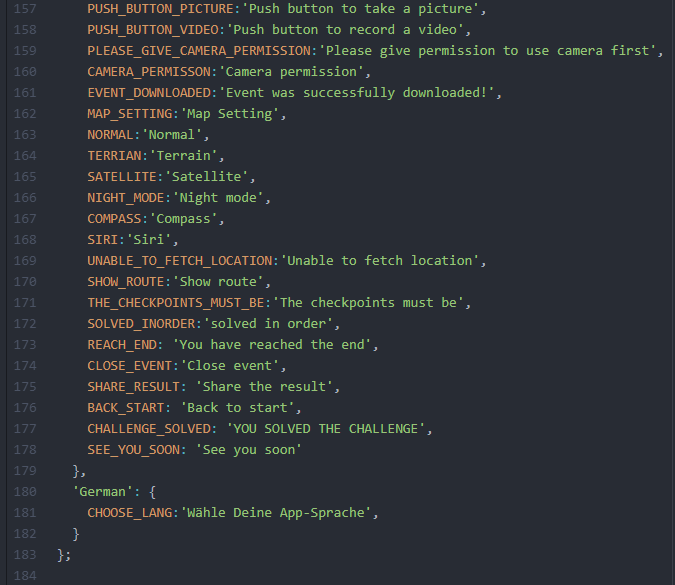 157 PUSH_BUTTON_PICTURE:'Push button to take a picture',
158 PUSH_BUTTON_VIDEO:'Push button to record a video',
159 PLEASE_GIVE_CAMERA_PERMISSION:'Please give permission to use camera first',
160 CAMERA_PERMISSON:'Camera permission',
161 EVENT_DOWNLOADED:'Event was successfully downloaded!',
162 MAP_SETTING:'Map Setting',
163 NORMAL:'Normal',
164 TERRIAN:'Terrain',
165 SATELLITE:'Satellite',
166 NIGHT_MODE:'Night mode',
167 COMPASS:'Compass',
168 SIRI:'Siri',
169 UNABLE_TO_FETCH_LOCATION:'Unable to fetch location',
170 SHOW_ROUTE:'Show route',
171 THE_CHECKPOINTS_MUST_BE:'The checkpoints must be',
172 SOLVED_INORDER:'solved in order',
173 REACH_END: 'You have reached the end',
174 CLOSE_EVENT:'Close event',
175 SHARE_RESULT: 'Share the result',
176 BACK_START: 'Back to start',
177 CHALLENGE_SOLVED: 'YOU SOLVED THE CHALLENGE',
178 SEE_YOU_SOON: 'See you soon'
179 },
180 'German': {
181 CHOOSE_LANG:'Wähle Deine App-Sprache',
182 }
183 };
184